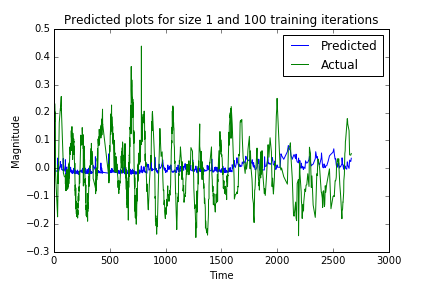 Predicted plots for size 1 and 100 training iterations
Predicted
Actual
Magnitude
0.5
0.4
0.3
0.2
0.1
0.0
−0.1
−0.2
−0.3
0 500 1000 1500 2000 2500 3000
Time